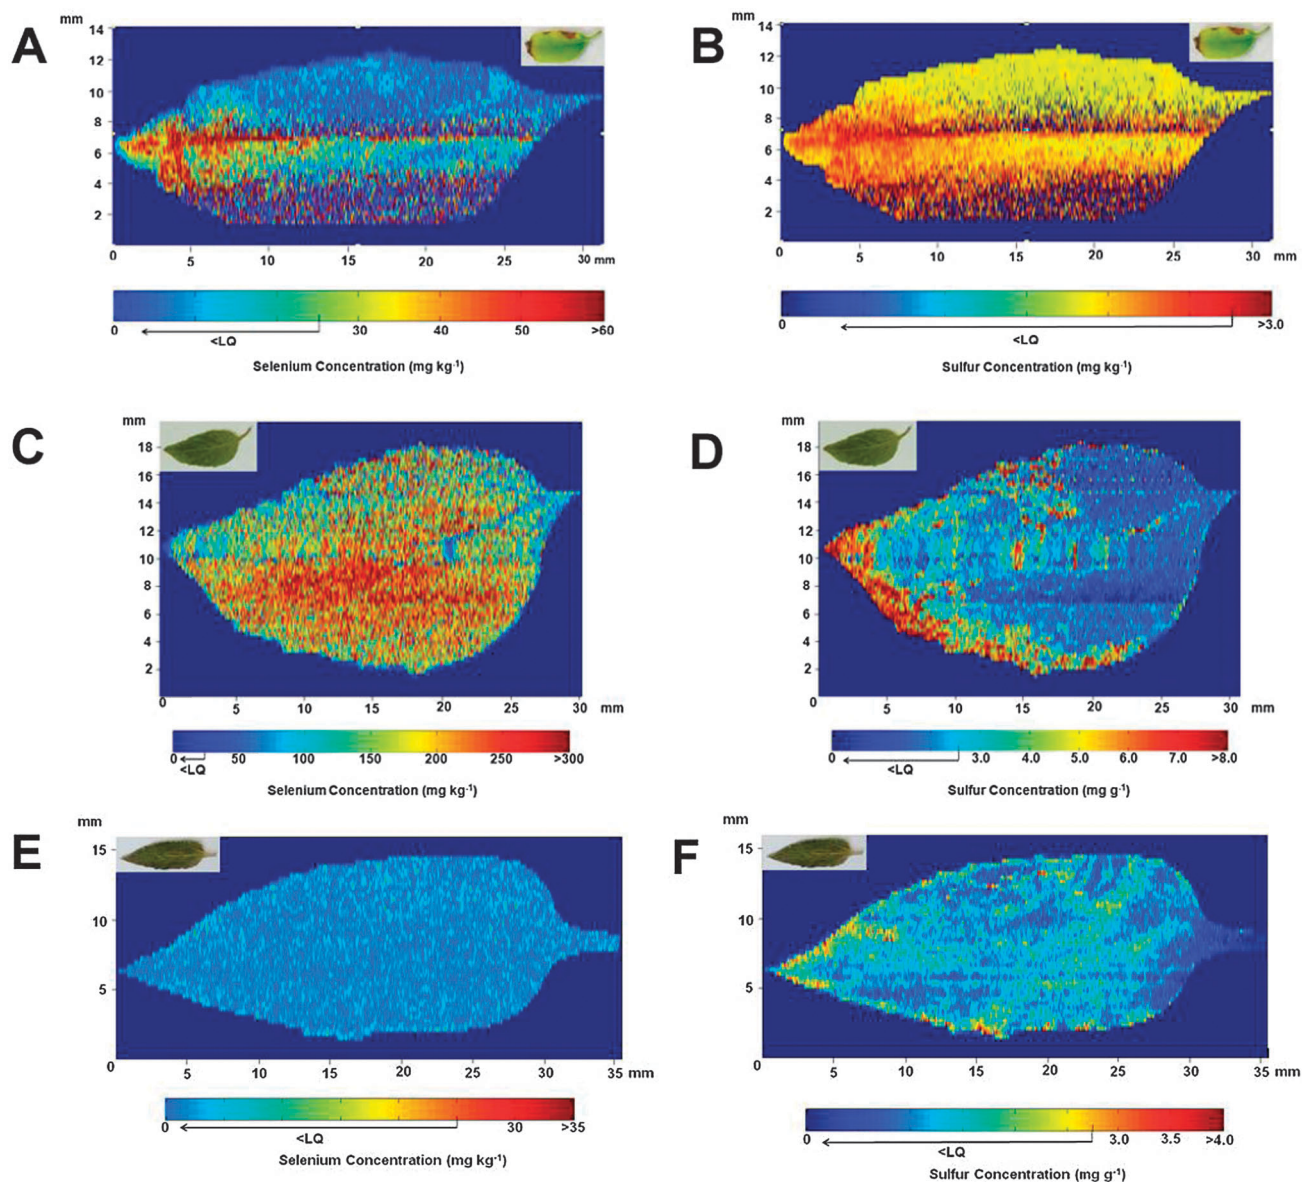 A
mm
14
12
10
8
6
4
2
0 5 10 15 20 25 30 mm
0 30 40 50 >60
<LQ
Selenium Concentration (mg kg-1)
B
mm
14
12
10
8
6
4
2
0 5 10 15 20 25 30 mm
0 >3.0
<LQ
Sulfur Concentration (mg kg-1)
C
mm
18
16
14
12
10
8
6
4
2
0 5 10 15 20 25 30 mm
0 50 100 150 200 250 >300
<LQ
Selenium Concentration (mg kg-1)
D
mm
18
16
14
12
10
8
6
4
2
0 5 10 15 20 25 30 mm
0 3.0 4.0 5.0 6.0 7.0 >8.0
<LQ
Sulfur Concentration (mg g-1)
E
mm
15
10
5
0 5 10 15 20 25 30 35 mm
0 30 >35
<LQ
Selenium Concentration (mg kg-1)
F
mm
15
10
5
0 5 10 15 20 25 30 35 mm
0 3.0 3.5 >4.0
<LQ
Sulfur Concentration (mg g-1)